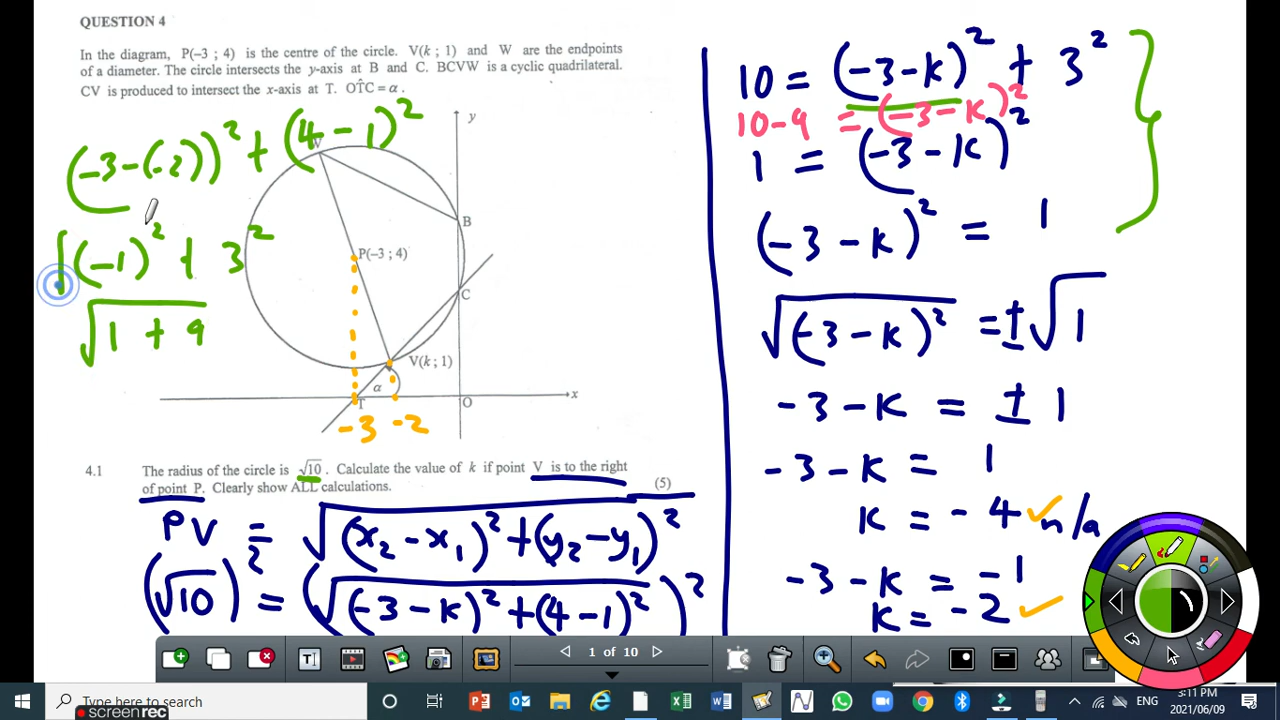 QUESTION 4
In the diagram, P(−3 ; 4) is the centre of the circle. V(k ; 1) and W are the endpoints
of a diameter. The circle intersects the y-axis at B and C. BCVW is a cyclic quadrilateral.
CV is produced to intersect the x-axis at T. OT̂C = α.
(-3-(-2))² + (4-1)²
√(-1)² + 3²
√1 + 9
y
W
B
P(−3 ; 4)
C
V(k ; 1)
α
T
O
x
-3 -2
4.1 The radius of the circle is √10. Calculate the value of k if point V is to the right
of point P. Clearly show ALL calculations. (5)
PV = √(x₂-x₁)² + (y₂-y₁)²
(√10)² = (√(-3-k)² + (4-1)²)²
10 = (-3-k)² + 3²
10-9 = (-3-k)²
1 = (-3-k)²
(-3-k)² = 1
√(-3-k)² = ±√1
-3-k = ±1
-3-k = 1
k = -4 ✓ n/a
-3-k = -1
k = -2 ✓
1 of 10
Type here to search
ENG
3:11 PM
2021/06/09
screenrec